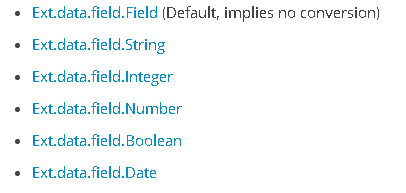 • Ext.data.field.Field (Default, implies no conversion)
• Ext.data.field.String
• Ext.data.field.Integer
• Ext.data.field.Number
• Ext.data.field.Boolean
• Ext.data.field.Date